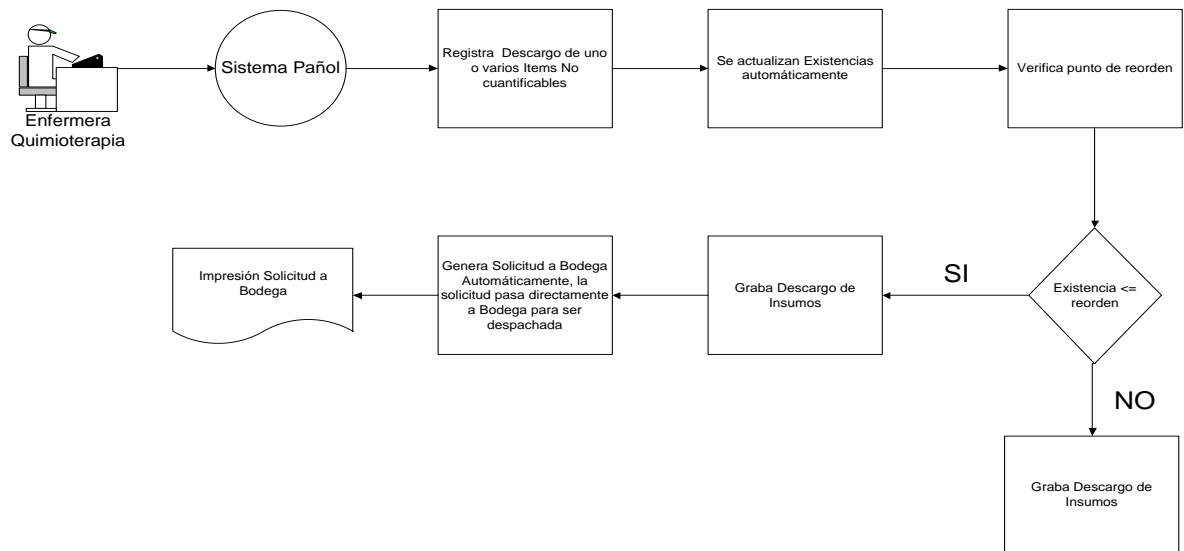 Enfermera
Quimioterapia
Sistema Pañol
Registra Descargo de uno
o varios Items No
cuantificables
Se actualizan Existencias
automáticamente
Verifica punto de reorden
Existencia <=
reorden
SI
Graba Descargo de
Insumos
Genera Solicitud a Bodega
Automáticamente, la
solicitud pasa directamente
a Bodega para ser
despachada
Impresión Solicitud a
Bodega
NO
Graba Descargo de
Insumos